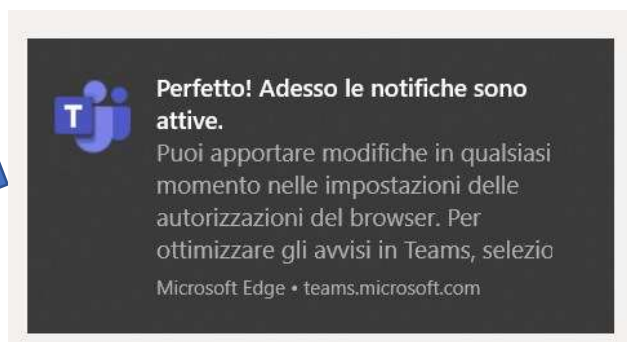 T
Perfetto! Adesso le notifiche sono
attive.
Puoi apportare modifiche in qualsiasi
momento nelle impostazioni delle
autorizzazioni del browser. Per
ottimizzare gli avvisi in Teams, selezio
Microsoft Edge • teams.microsoft.com